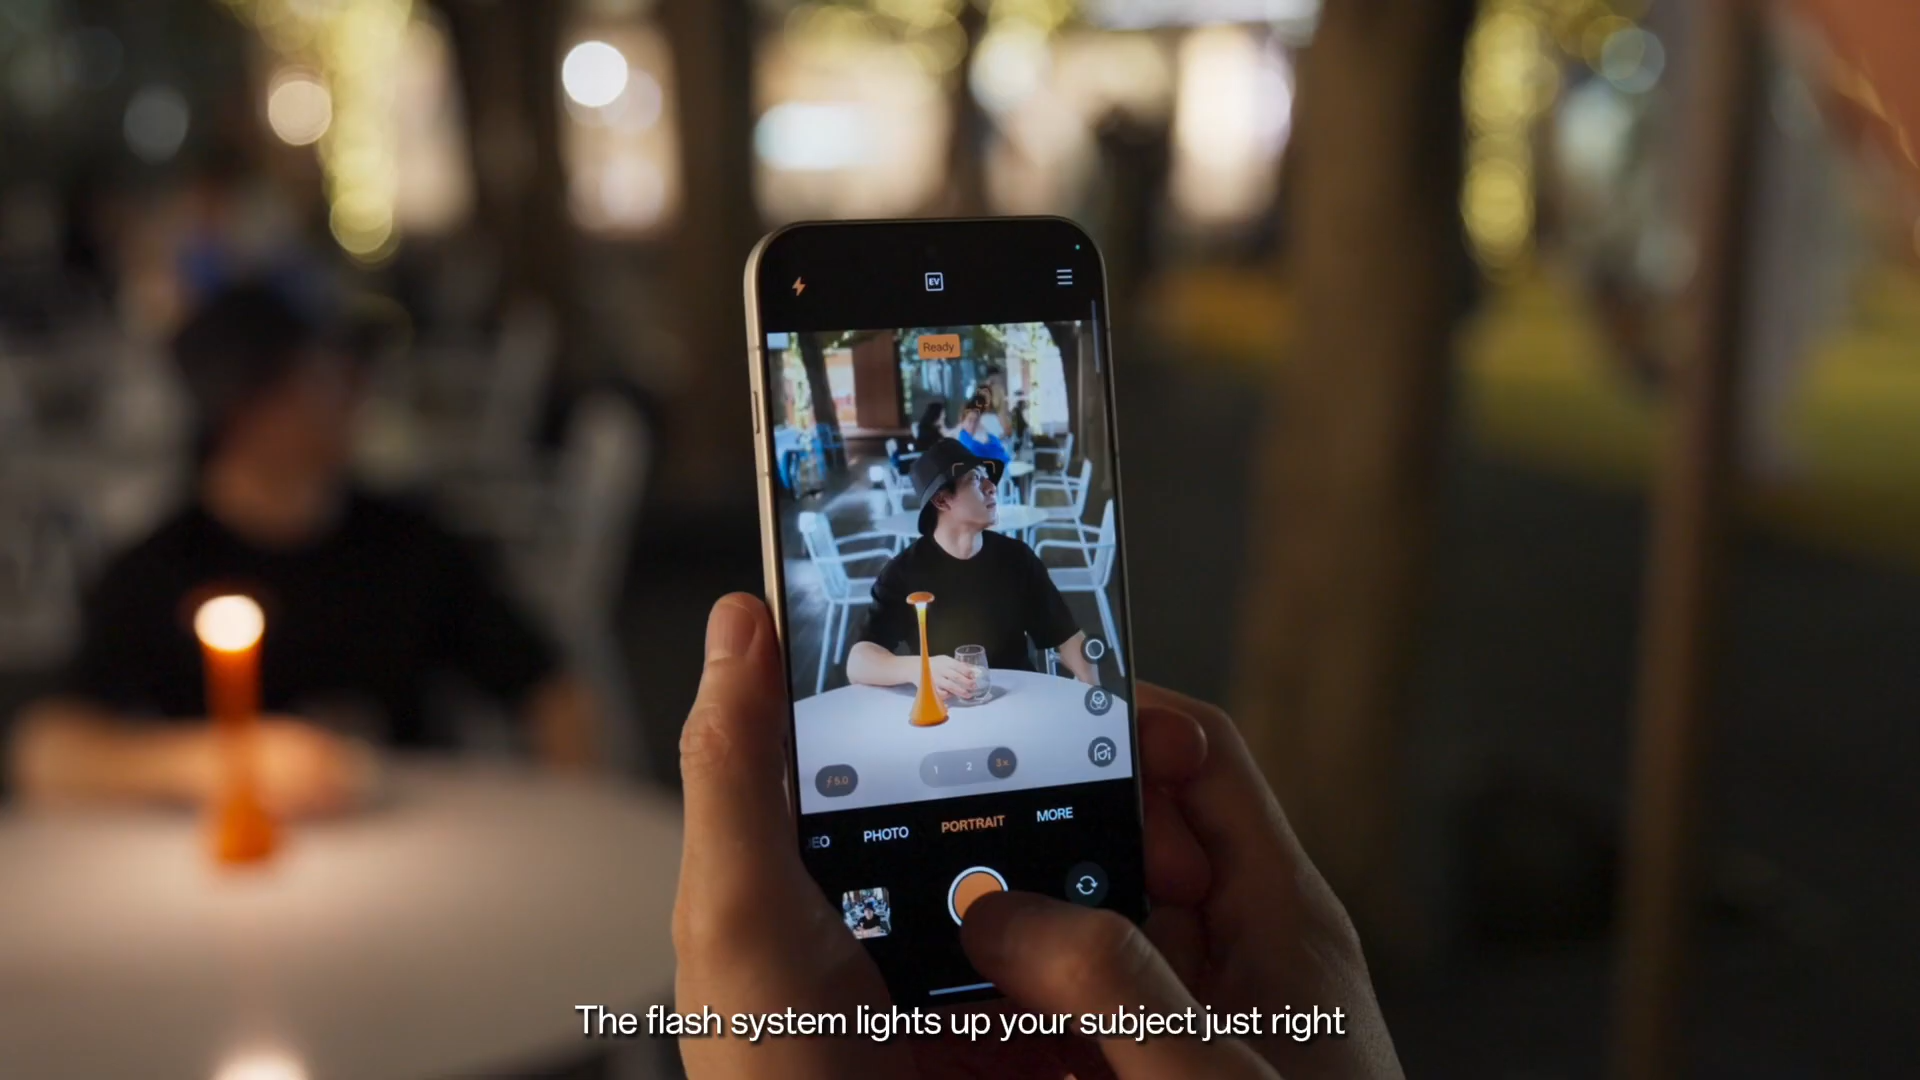 EV
Ready
ƒ5.0
1 2 3x
EO PHOTO PORTRAIT MORE
The flash system lights up your subject just right